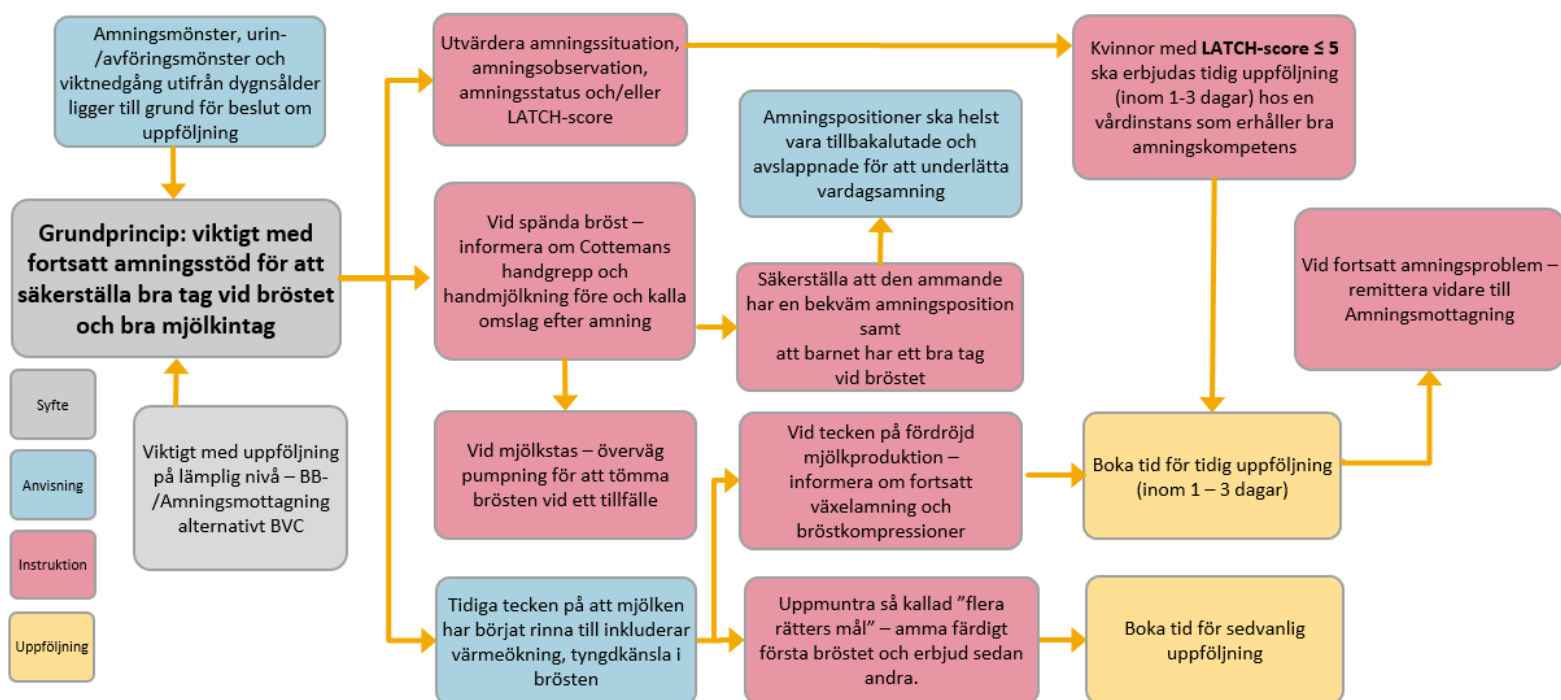 Amningsmönster, urin-
/avföringsmönster och
viktnedgång utifrån dygnsålder
ligger till grund för beslut om
uppföljning
Grundprincip: viktigt med
fortsatt amningsstöd för att
säkerställa bra tag vid bröstet
och bra mjölkintag
Viktigt med uppföljning
på lämplig nivå – BB-
/Amningsmottagning
alternativt BVC
Syfte
Anvisning
Instruktion
Uppföljning
Utvärdera amningssituation,
amningsobservation,
amningsstatus och/eller
LATCH-score
Kvinnor med LATCH-score ≤ 5
ska erbjudas tidig uppföljning
(inom 1-3 dagar) hos en
vårdinstans som erhåller bra
amningskompetens
Vid spända bröst –
informera om Cottemans
handgrepp och
handmjölkning före och kalla
omslag efter amning
Amningspositioner ska helst
vara tillbakalutade och
avslappnade för att underlätta
vardagsamning
Säkerställa att den ammande
har en bekväm amningsposition
samt
att barnet har ett bra tag
vid bröstet
Vid mjölkstas – överväg
pumpning för att tömma
brösten vid ett tillfälle
Tidiga tecken på att mjölken
har börjat rinna till inkluderar
värmeökning, tyngdkänsla i
brösten
Vid tecken på fördröjd
mjölkproduktion –
informera om fortsatt
växelamning och
bröstkompressioner
Boka tid för tidig uppföljning
(inom 1 – 3 dagar)
Vid fortsatt amningsproblem –
remittera vidare till
Amningsmottagning
Uppmuntra så kallad ”flera
rätters mål” – amma färdigt
första bröstet och erbjud sedan
andra.
Boka tid för sedvanlig
uppföljning